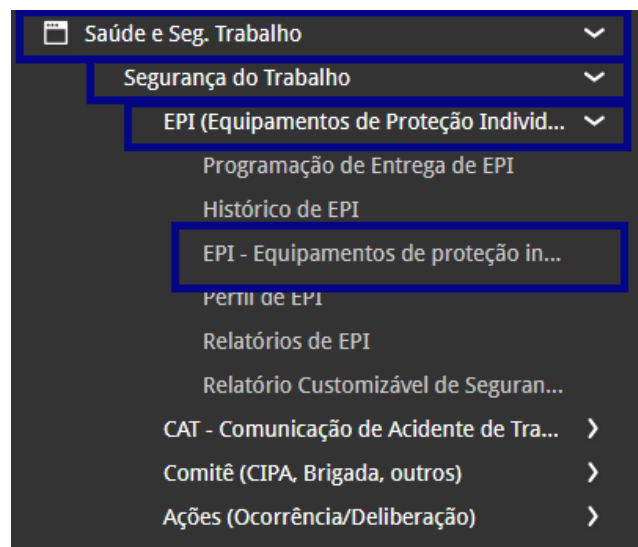 Saúde e Seg. Trabalho
Segurança do Trabalho
EPI (Equipamentos de Proteção Individ...
Programação de Entrega de EPI
Histórico de EPI
EPI - Equipamentos de proteção in...
Perfil de EPI
Relatórios de EPI
Relatório Customizável de Seguran...
CAT - Comunicação de Acidente de Tra...
Comitê (CIPA, Brigada, outros)
Ações (Ocorrência/Deliberação)